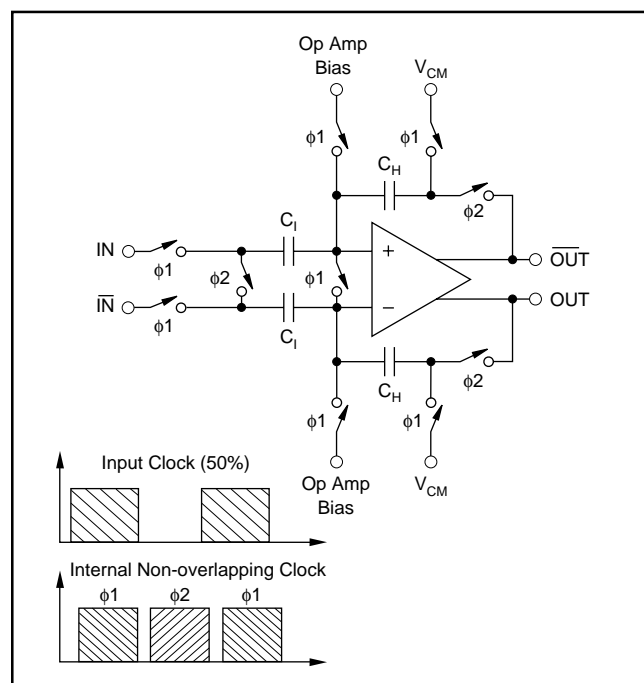 Op Amp
Bias
V_CM
ϕ1
ϕ1
C_H
ϕ2
IN
ϕ1
C_I
ϕ2
ϕ1
+
OUT̅
I̅N̅
ϕ1
C_I
−
OUT
C_H
ϕ2
ϕ1
ϕ1
Op Amp
Bias
V_CM
Input Clock (50%)
Internal Non-overlapping Clock
ϕ1
ϕ2
ϕ1